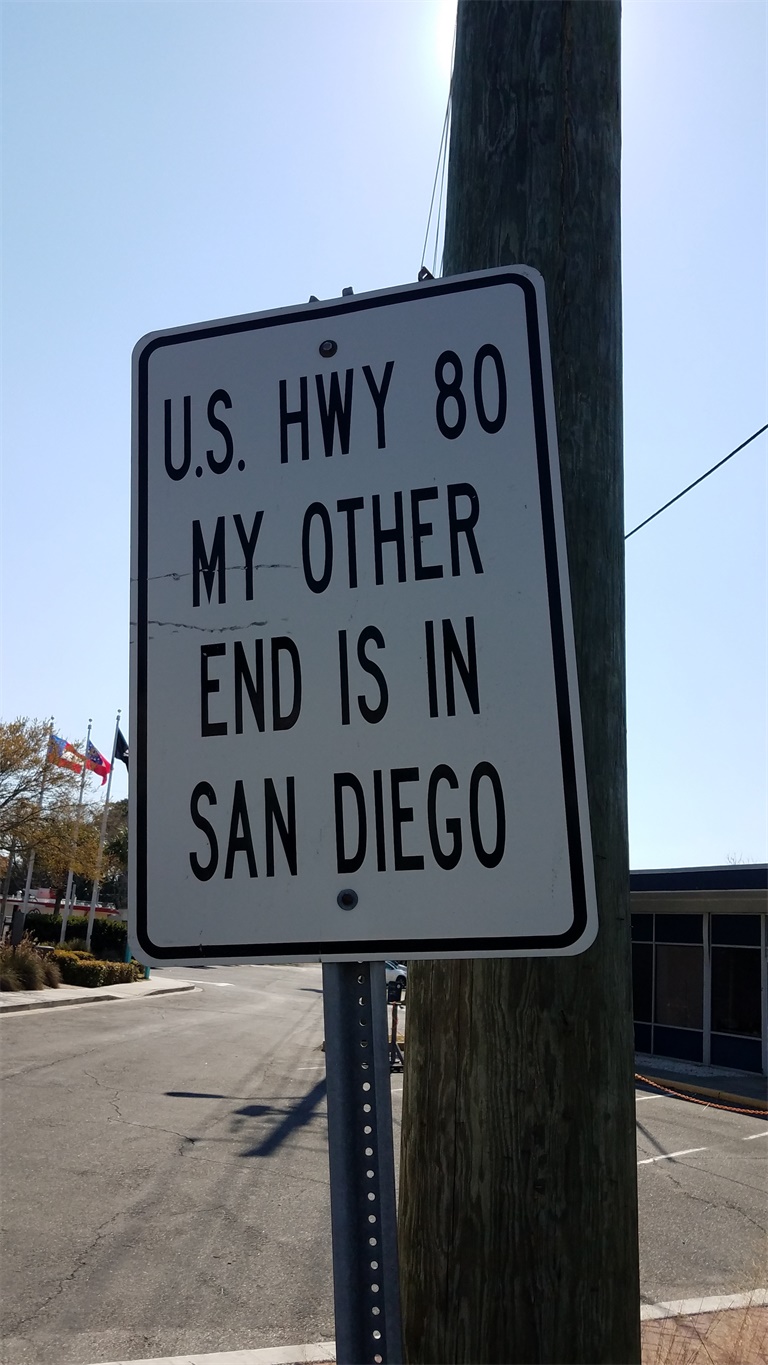 U.S. HWY 80
MY OTHER
END IS IN
SAN DIEGO